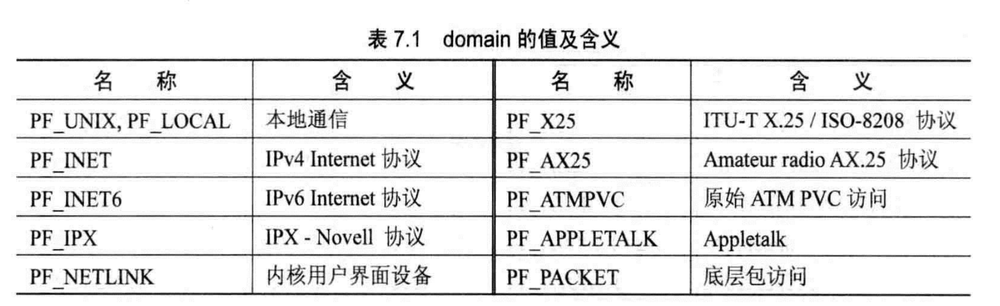 表 7.1 domain 的值及含义
名 称 含 义 名 称 含 义
PF_UNIX, PF_LOCAL 本地通信 PF_X25 ITU-T X.25 / ISO-8208 协议
PF_INET IPv4 Internet 协议 PF_AX25 Amateur radio AX.25 协议
PF_INET6 IPv6 Internet 协议 PF_ATMPVC 原始 ATM PVC 访问
PF_IPX IPX - Novell 协议 PF_APPLETALK Appletalk
PF_NETLINK 内核用户界面设备 PF_PACKET 底层包访问